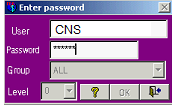 Enter password
User CNS
Password ******
Group ALL
Level 0 ? OK